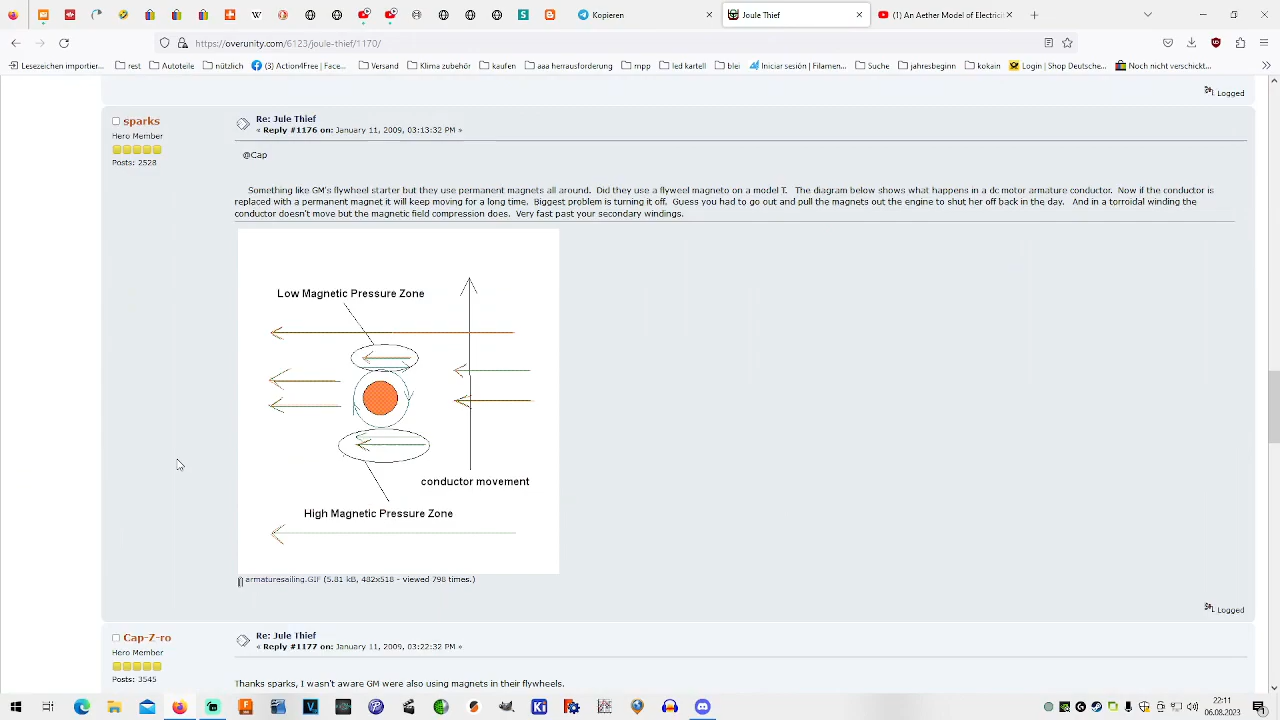 Kopieren
Joule Thief
(1) An Aether Model of Electrici
https://overunity.com/6123/joule-thief/1170/
Lesezeichen importier...
rest
Autoteile
nützlich
(3) Action4Free | Face...
Versand
Klima zubehör
kaufen
aaa herrausforderung
mpp
led kartell
blei
Iniciar sesión | Filamen...
Suche
jahresbeginn
kokain
Login | Shop Deutsche...
Noch nicht verschickt...
Logged
sparks
Hero Member
Posts: 2528
Re: Jule Thief
« Reply #1176 on: January 11, 2009, 03:13:32 PM »
@Cap
Something like GM's flywheel starter but they use permanent magnets all around. Did they use a flyweel magneto on a model T. The diagram below shows what happens in a dc motor armature conductor. Now if the conductor is
replaced with a permanent magnet it will keep moving for a long time. Biggest problem is turning it off. Guess you had to go out and pull the magnets out the engine to shut her off back in the day. And in a torroidal winding the
conductor doesn't move but the magnetic field compression does. Very fast past your secondary windings.
Low Magnetic Pressure Zone
conductor movement
High Magnetic Pressure Zone
armaturesailing.GIF (5.81 kB, 482x518 - viewed 798 times.)
Logged
Cap-Z-ro
Hero Member
Posts: 3545
Re: Jule Thief
« Reply #1177 on: January 11, 2009, 03:22:32 PM »
Thanks sparks, I wasn't aware GM were also using magnets in their flywheels.
22:11
06.09.2023